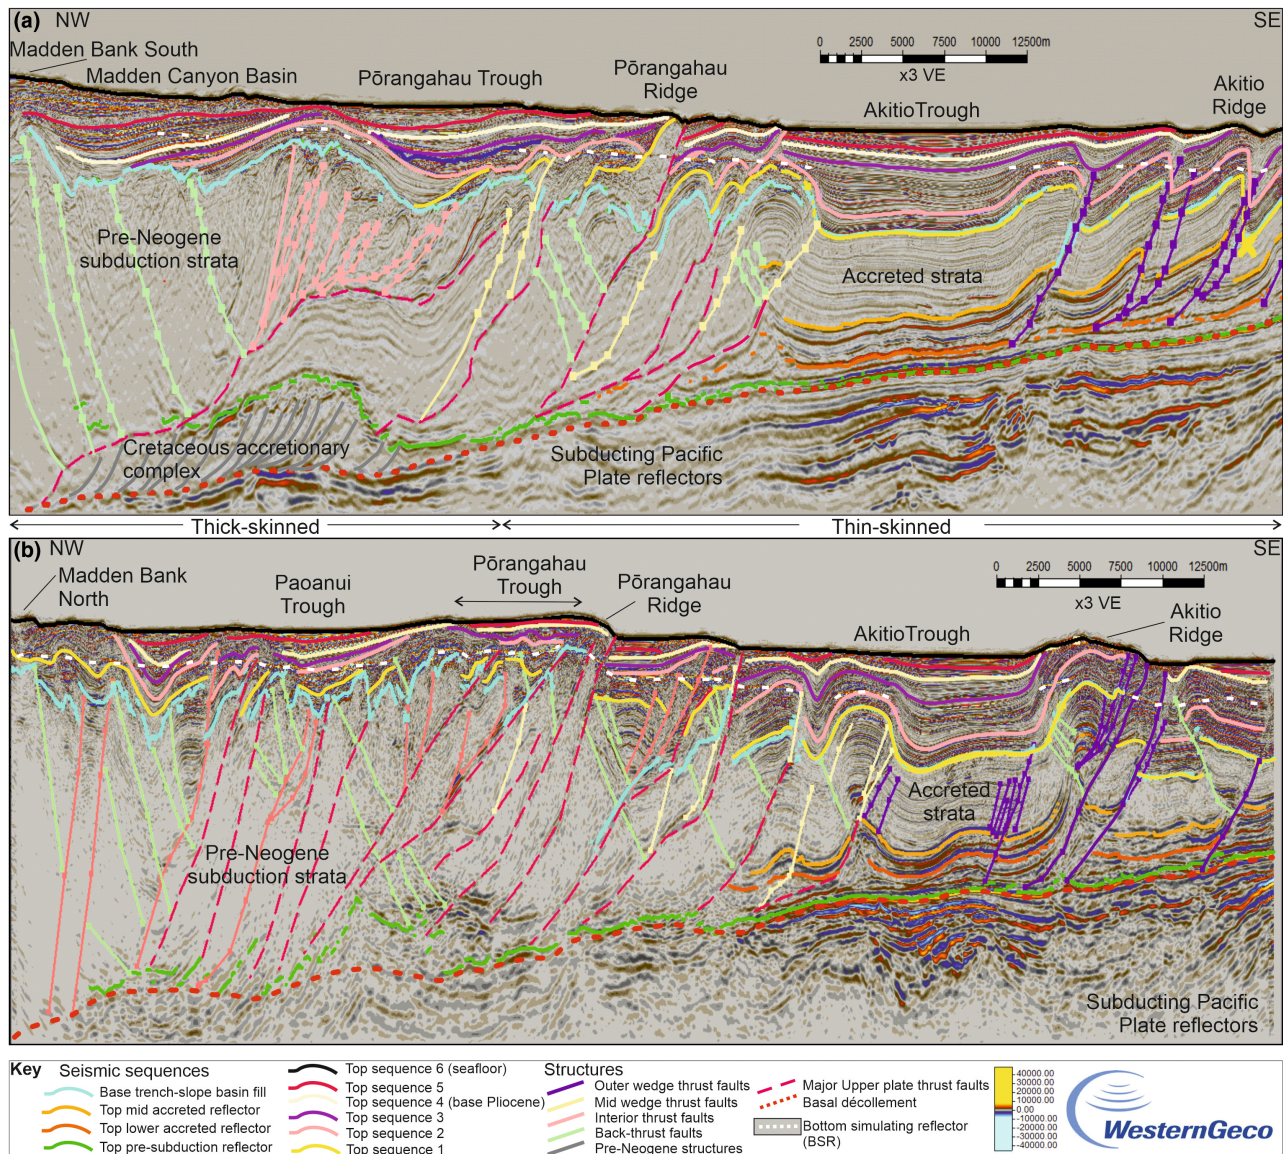 (a) NW
SE
Madden Bank South
Madden Canyon Basin
Pōrangahau Trough
Pōrangahau
Ridge
0 2500 5000 7500 10000 12500m
x3 VE
AkitioTrough
Akitio
Ridge
Pre-Neogene
subduction strata
Accreted strata
Cretaceous accretionary
complex
Subducting Pacific
Plate reflectors
Thick-skinned
Thin-skinned
(b) NW
SE
Madden Bank
North
Paoanui
Trough
Pōrangahau
Trough
Pōrangahau
Ridge
0 2500 5000 7500 10000 12500m
x3 VE
AkitioTrough
Akitio
Ridge
Pre-Neogene
subduction strata
Accreted
strata
Subducting Pacific
Plate reflectors
Key
Seismic sequences
Base trench-slope basin fill
Top mid accreted reflector
Top lower accreted reflector
Top pre-subduction reflector
Top sequence 6 (seafloor)
Top sequence 5
Top sequence 4 (base Pliocene)
Top sequence 3
Top sequence 2
Top sequence 1
Structures
Outer wedge thrust faults
Mid wedge thrust faults
Interior thrust faults
Back-thrust faults
Pre-Neogene structures
Major Upper plate thrust faults
Basal décollement
Bottom simulating reflector
(BSR)
40000.00
30000.00
20000.00
10000.00
0.00
-10000.00
-20000.00
-30000.00
-40000.00
WesternGeco